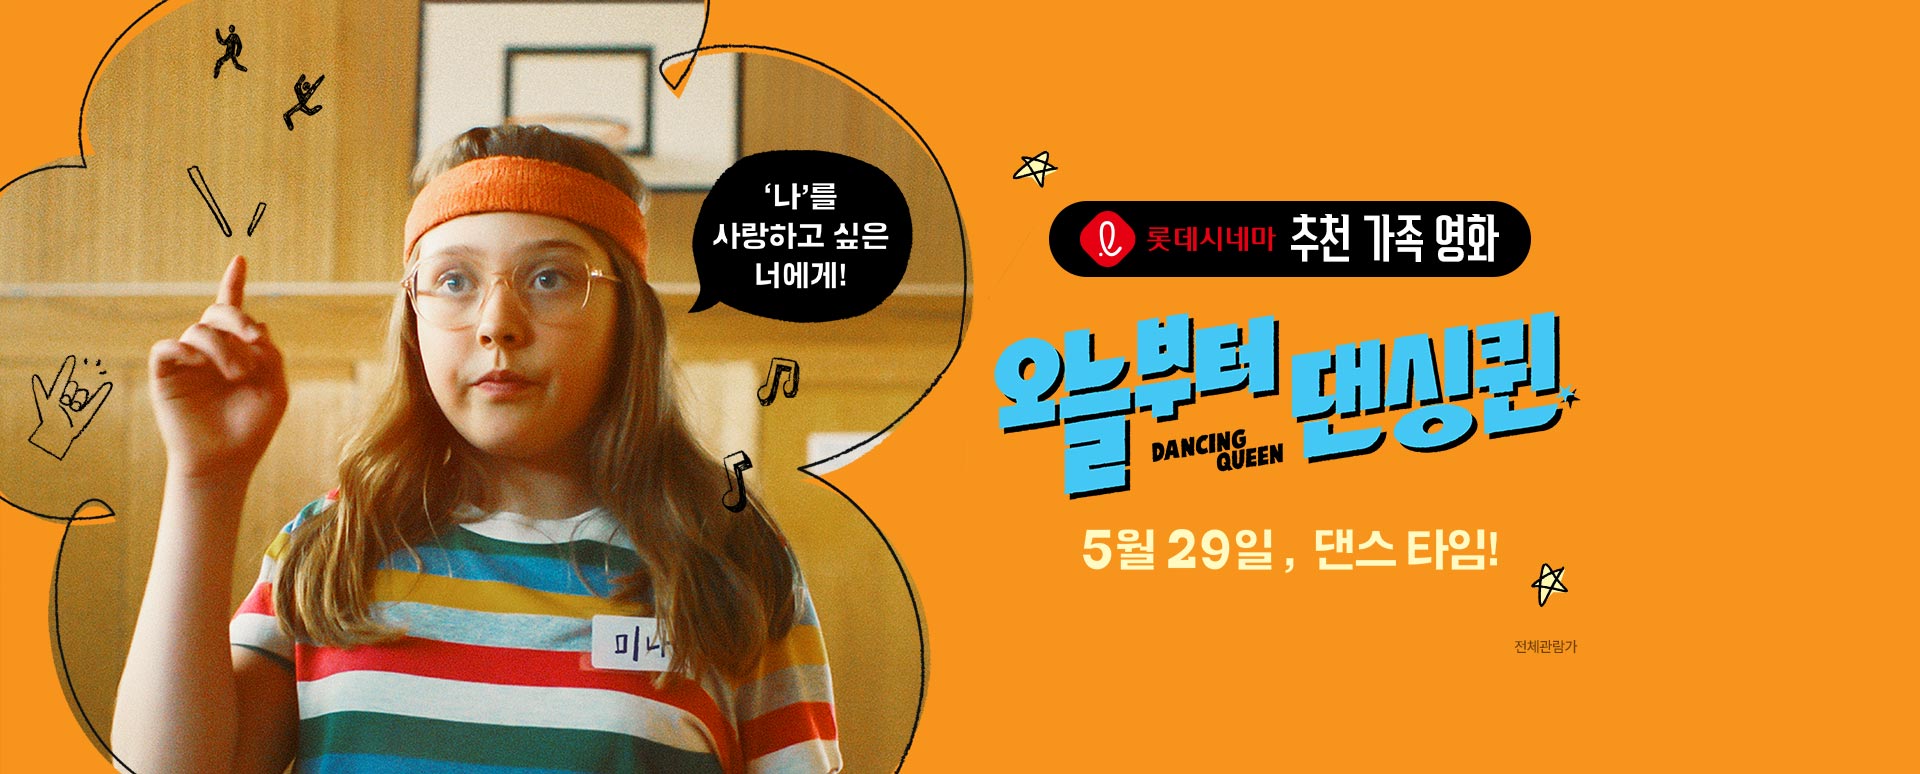 ‘나’를
사랑하고 싶은
너에게!
미나
롯데시네마 추천 가족 영화
오늘부터 댄싱퀸
DANCING
QUEEN
5월 29일, 댄스 타임!
전체관람가